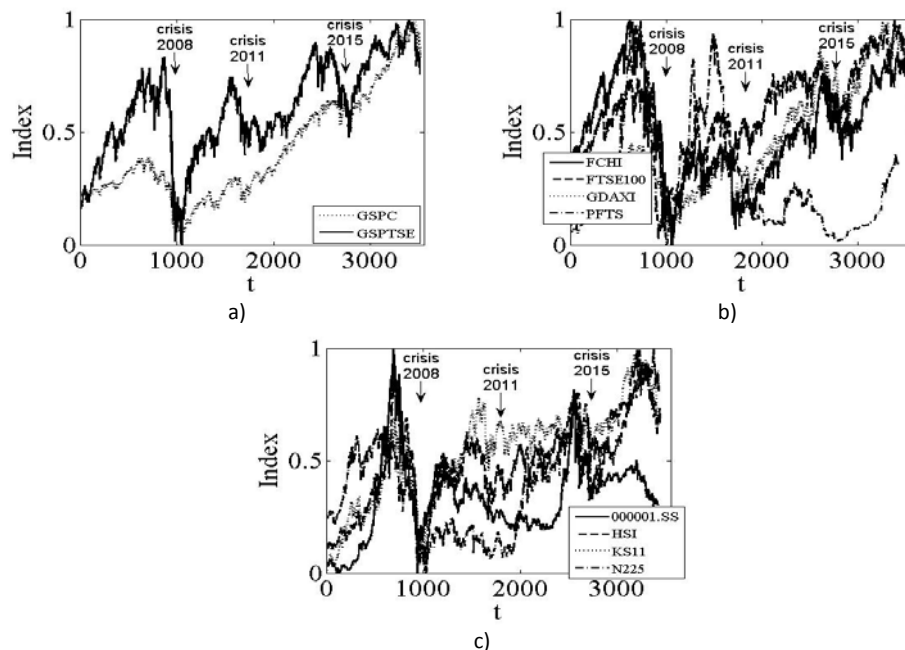 1
crisis
2008
crisis
2011
crisis
2015
Index
0.5
GSPC
GSPTSE
0
0
1000
2000
3000
t
a)
1
crisis
2008
crisis
2011
crisis
2015
Index
0.5
FCHI
FTSE100
GDAXI
PFTS
0
0
1000
2000
3000
t
b)
1
crisis
2008
crisis
2011
crisis
2015
Index
0.5
000001.SS
HSI
KS11
N225
0
0
1000
2000
3000
t
c)